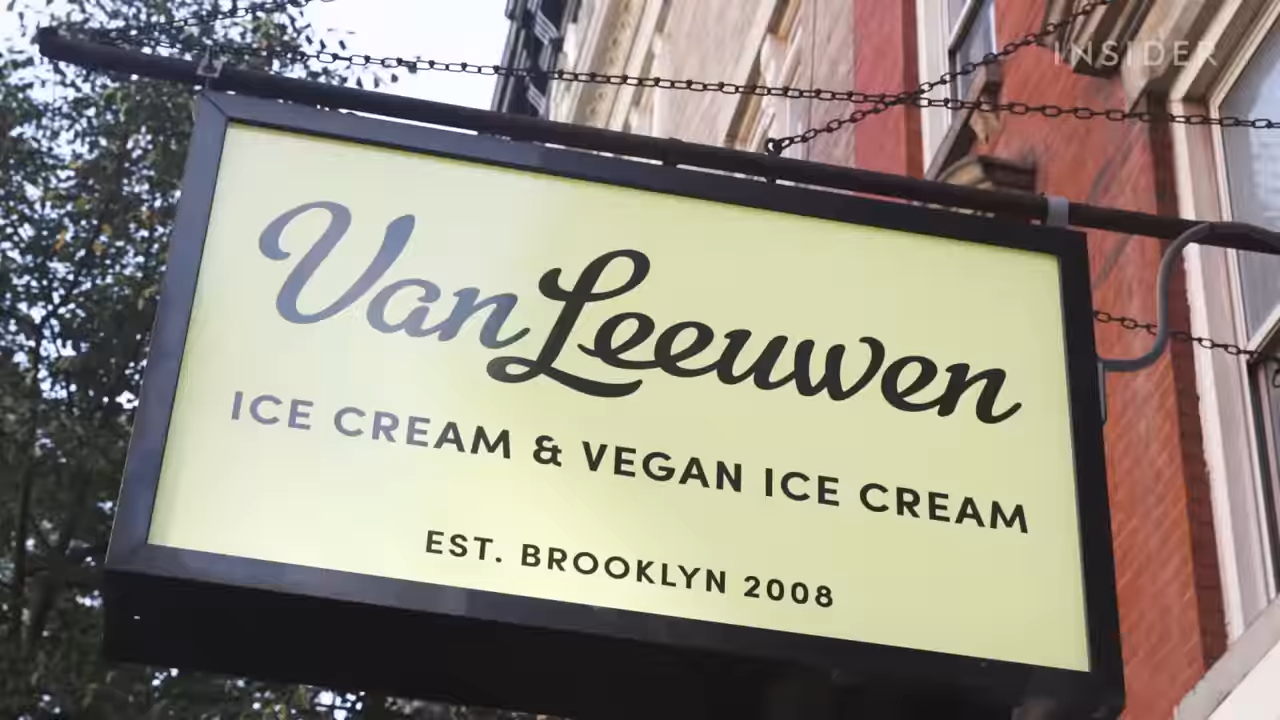 INSIDER
Van Leeuwen
ICE CREAM & VEGAN ICE CREAM
EST. BROOKLYN 2008